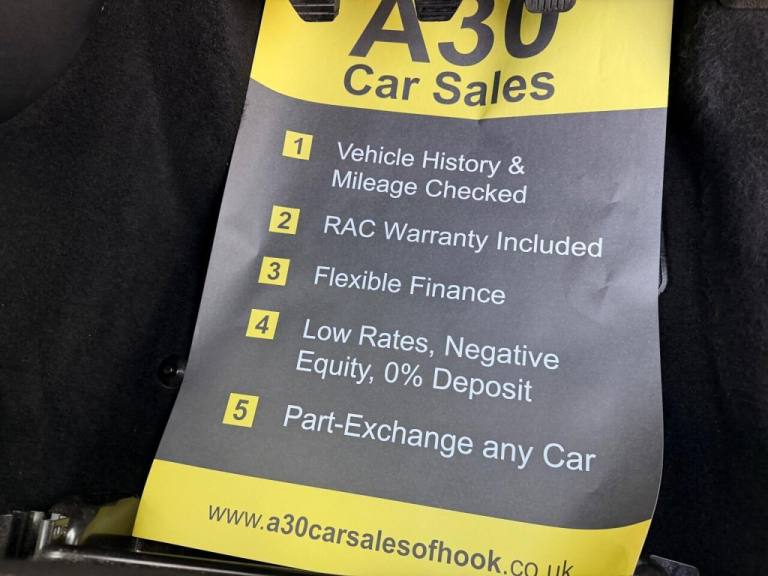 A30
Car Sales
1 Vehicle History &
Mileage Checked
2 RAC Warranty Included
3 Flexible Finance
4 Low Rates, Negative
Equity, 0% Deposit
5 Part-Exchange any Car
www.a30carsalesofhook.co.uk